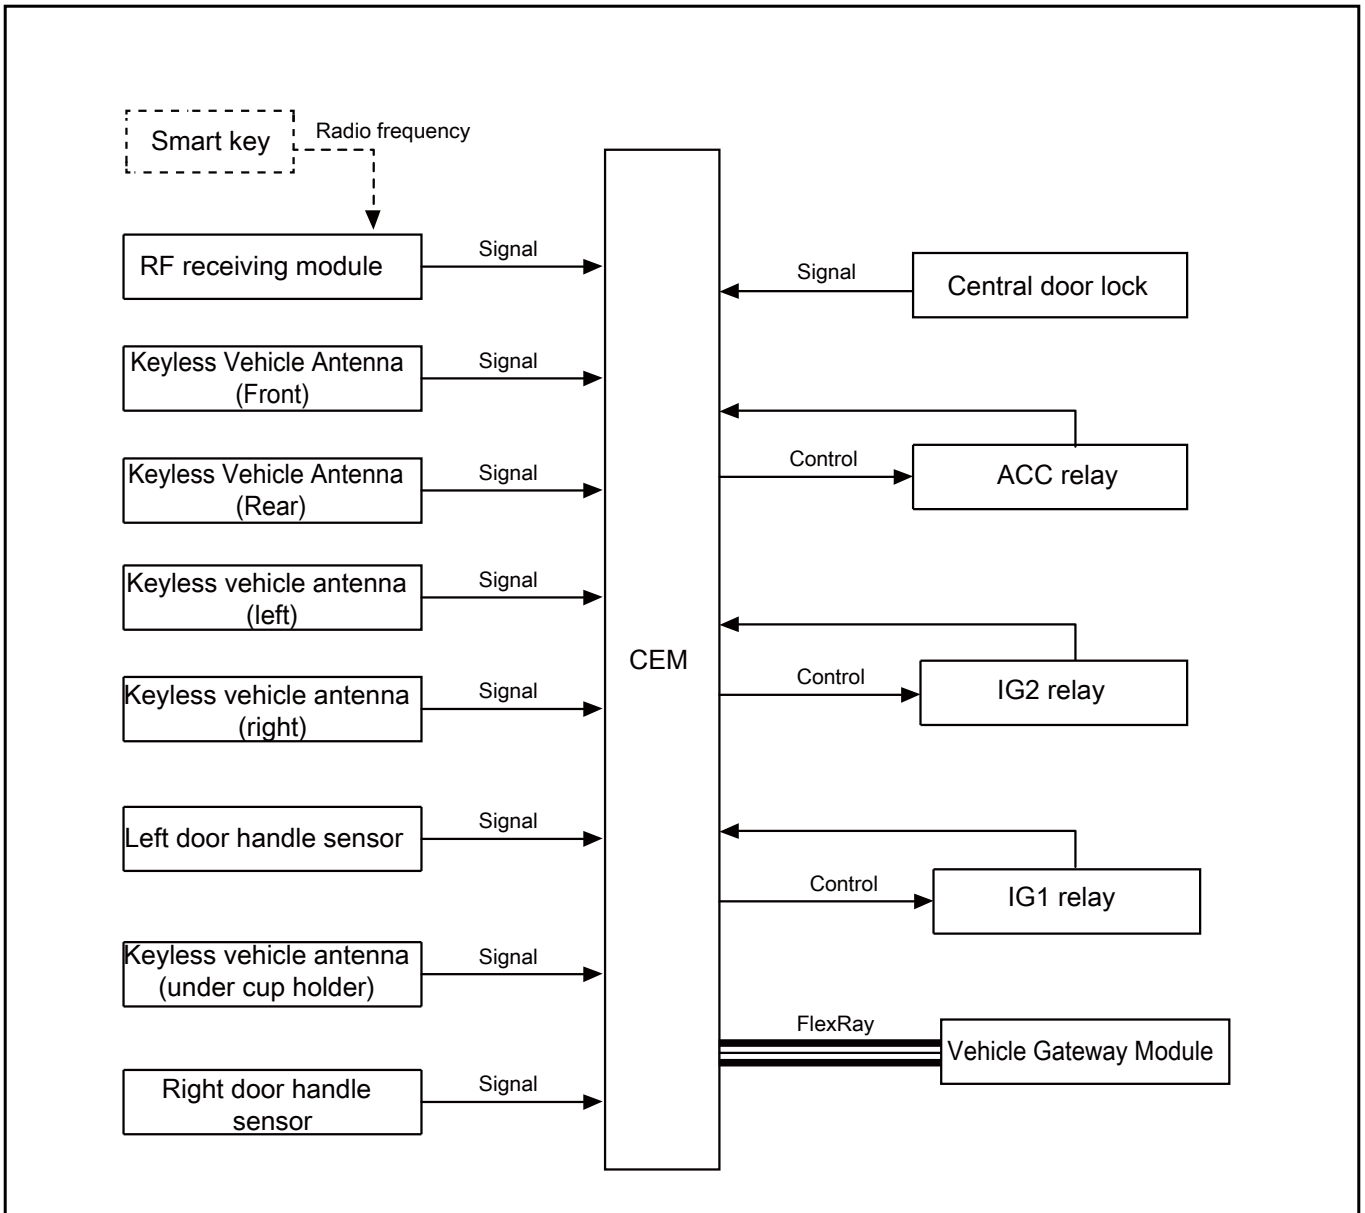 Smart key
Radio frequency
RF receiving module
Signal
Keyless Vehicle Antenna
(Front)
Signal
Keyless Vehicle Antenna
(Rear)
Signal
Keyless vehicle antenna
(left)
Signal
Keyless vehicle antenna
(right)
Signal
Left door handle sensor
Signal
Keyless vehicle antenna
(under cup holder)
Signal
Right door handle
sensor
Signal
CEM
Signal
Central door lock
Control
ACC relay
Control
IG2 relay
Control
IG1 relay
FlexRay
Vehicle Gateway Module